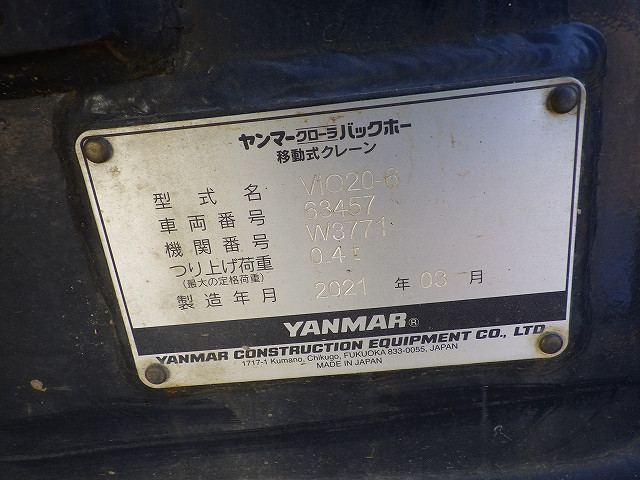 ヤンマークローラバックホー
移動式クレーン
型式名 VIO20-6
車両番号 63457
機関番号 W3771
つり上げ荷重 0.4t
(最大の定格荷重)
製造年月 2021 年 03 月
YANMAR®
YANMAR CONSTRUCTION EQUIPMENT CO., LTD
1717-1 Kumano, Chikugo, FUKUOKA 833-0055, JAPAN
MADE IN JAPAN